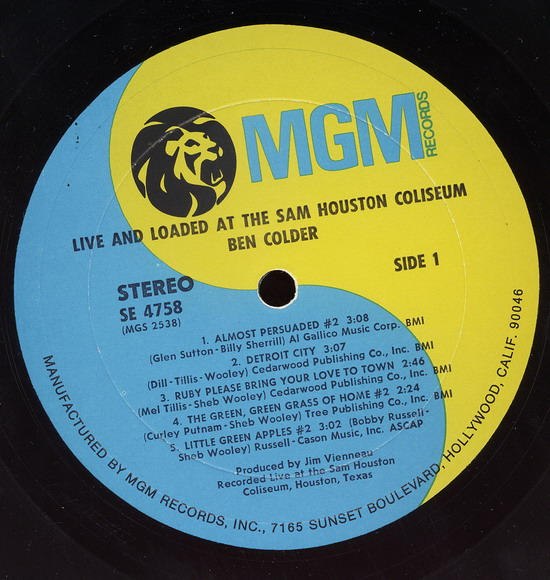 MGM
RECORDS
LIVE AND LOADED AT THE SAM HOUSTON COLISEUM
BEN COLDER
STEREO
SE 4758
(MGS 2538)
SIDE 1
1. ALMOST PERSUADED #2 3:08
(Glen Sutton-Billy Sherrill) Al Gallico Music Corp. BMI
2. DETROIT CITY 3:07
(Dill-Tillis-Wooley) Cedarwood Publishing Co., Inc. BMI
3. RUBY PLEASE BRING YOUR LOVE TO TOWN 2:46
(Mel Tillis-Sheb Wooley) Cedarwood Publishing Co., Inc. BMI
4. THE GREEN, GREEN GRASS OF HOME #2 2:24
(Curley Putnam-Sheb Wooley) Tree Publishing Co., Inc. BMI
5. LITTLE GREEN APPLES #2 3:02 (Bobby Russell-
Sheb Wooley) Russell-Cason Music, Inc. ASCAP
Produced by Jim Vienneau
Recorded Live at the Sam Houston
Coliseum, Houston, Texas
MANUFACTURED BY MGM RECORDS, INC., 7165 SUNSET BOULEVARD, HOLLYWOOD, CALIF. 90046